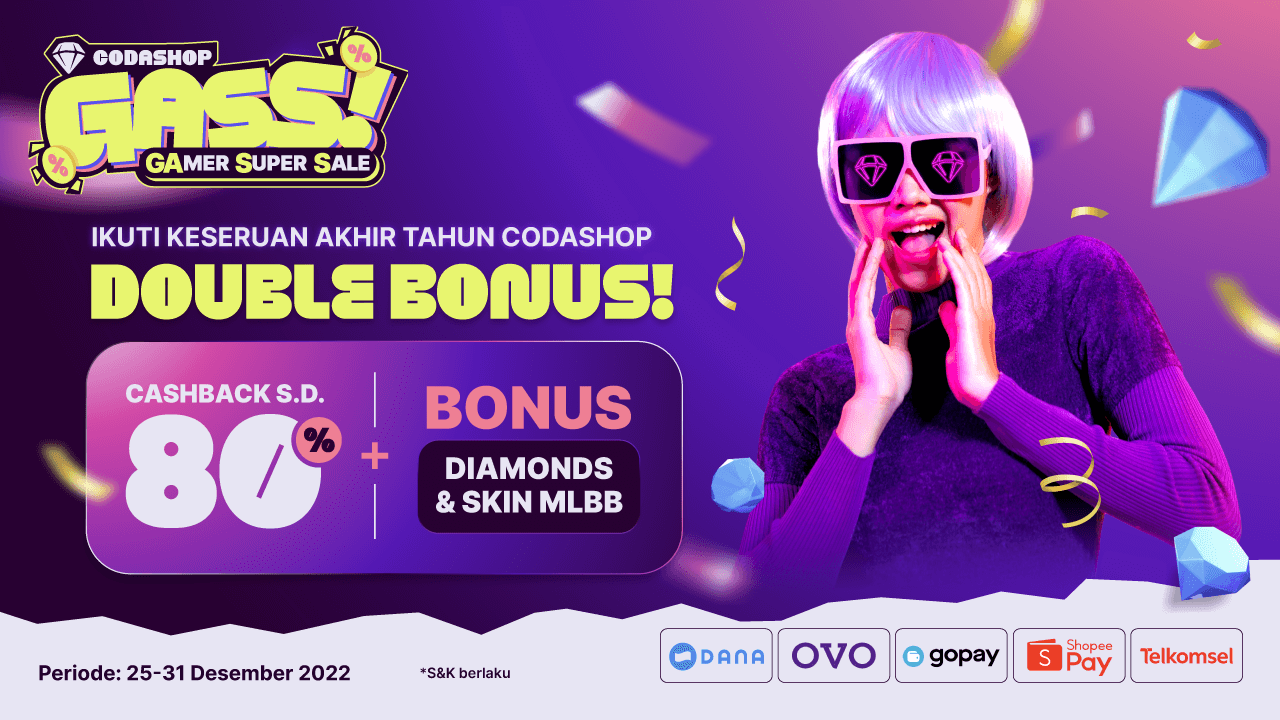 CODASHOP
%
GASS!
%
GAMER SUPER SALE
IKUTI KESERUAN AKHIR TAHUN CODASHOP
DOUBLE BONUS!
CASHBACK S.D.
80%
+
BONUS
DIAMONDS
& SKIN MLBB
Periode: 25-31 Desember 2022
*S&K berlaku
DANA
OVO
gopay
S
Shopee
Pay
Telkomsel